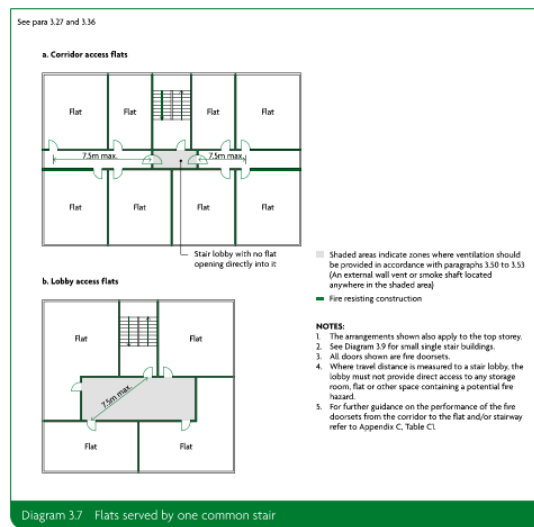 See para 3.27 and 3.36
a. Corridor access flats
Flat
Flat
Flat
Flat
7.5m max.
7.5m max.
Flat
Flat
Flat
Flat
Stair lobby with no flat
opening directly into it
b. Lobby access flats
Flat
Flat
7.5m max.
Flat
Flat
Shaded areas indicate zones where ventilation should
be provided in accordance with paragraphs 3.50 to 3.53
(An external wall vent or smoke shaft located
anywhere in the shaded area)
Fire resisting construction
NOTES:
1. The arrangements shown also apply to the top storey.
2. See Diagram 3.9 for small single stair buildings.
3. All doors shown are fire doorsets.
4. Where travel distance is measured to a stair lobby, the
lobby must not provide direct access to any storage
room, flat or other space containing a potential fire
hazard.
5. For further guidance on the performance of the fire
doorsets from the corridor to the flat and/or stairway
refer to Appendix C, Table C1.
Diagram 3.7 Flats served by one common stair